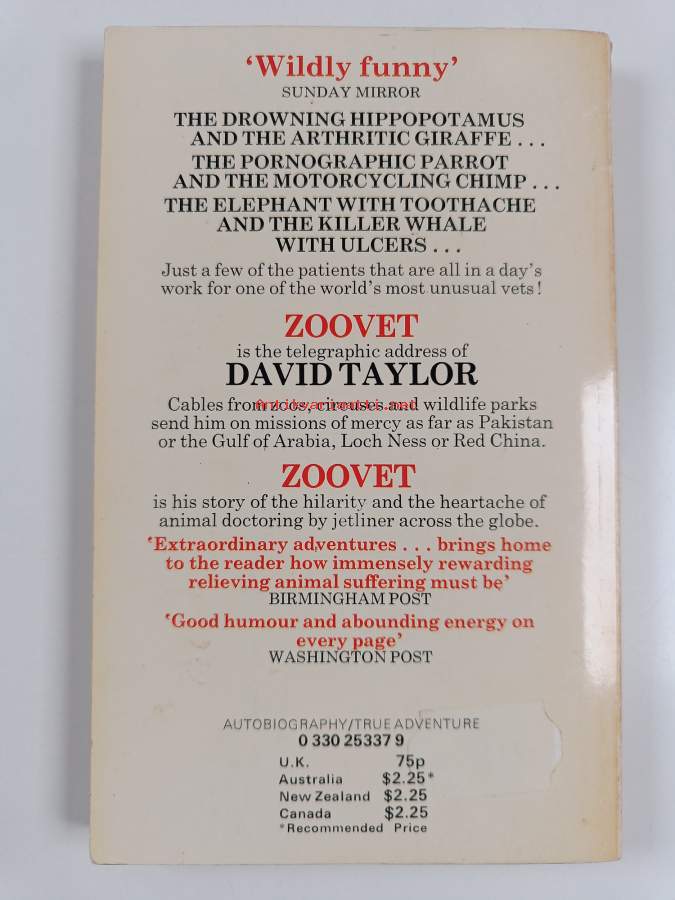 ‘Wildly funny’
SUNDAY MIRROR
THE DROWNING HIPPOPOTAMUS
AND THE ARTHRITIC GIRAFFE . . .
THE PORNOGRAPHIC PARROT
AND THE MOTORCYCLING CHIMP . . .
THE ELEPHANT WITH TOOTHACHE
AND THE KILLER WHALE
WITH ULCERS . . .
Just a few of the patients that are all in a day’s
work for one of the world’s most unusual vets !
ZOOVET
is the telegraphic address of
DAVID TAYLOR
Cables from zoos, circuses and wildlife parks
send him on missions of mercy as far as Pakistan
or the Gulf of Arabia, Loch Ness or Red China.
ZOOVET
is his story of the hilarity and the heartache of
animal doctoring by jetliner across the globe.
‘Extraordinary adventures . . . brings home
to the reader how immensely rewarding
relieving animal suffering must be’
BIRMINGHAM POST
‘Good humour and abounding energy on
every page’
WASHINGTON POST
AUTOBIOGRAPHY/TRUE ADVENTURE
0 330 25337 9
U.K. 75p
Australia $2.25*
New Zealand $2.25
Canada $2.25
*Recommended Price